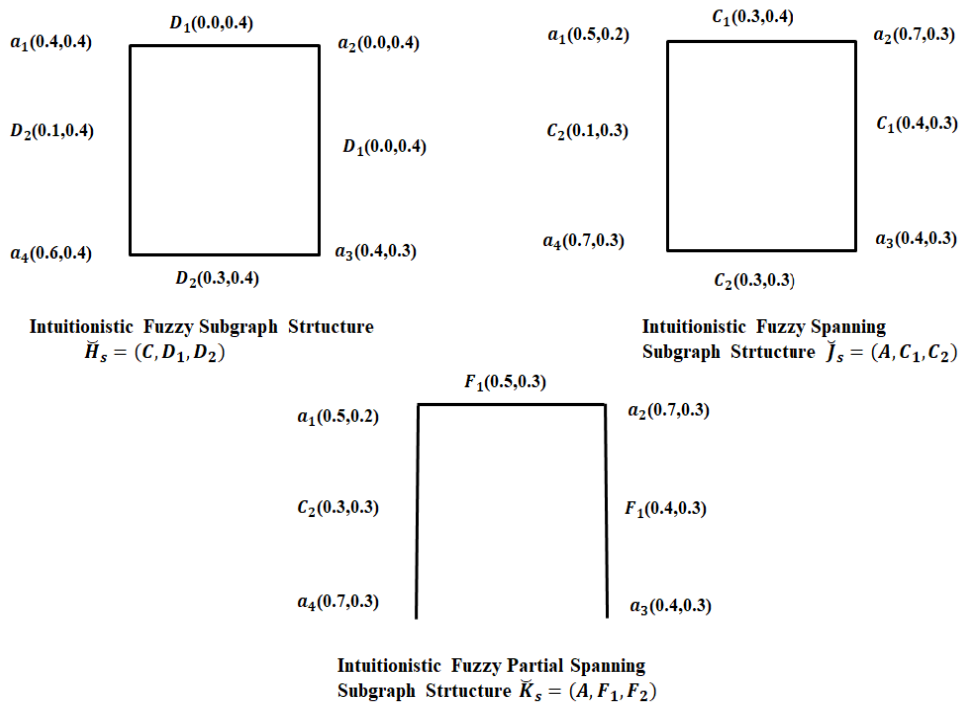 D₁(0.0,0.4)
a₁(0.4,0.4)
a₂(0.0,0.4)
D₂(0.1,0.4)
D₁(0.0,0.4)
a₄(0.6,0.4)
a₃(0.4,0.3)
D₂(0.3,0.4)
Intuitionistic Fuzzy Subgraph Strtucture
H̆ₛ = (C, D₁, D₂)
C₁(0.3,0.4)
a₁(0.5,0.2)
a₂(0.7,0.3)
C₂(0.1,0.3)
C₁(0.4,0.3)
a₄(0.7,0.3)
a₃(0.4,0.3)
C₂(0.3,0.3)
Intuitionistic Fuzzy Spanning
Subgraph Strtucture J̆ₛ = (A, C₁, C₂)
F₁(0.5,0.3)
a₁(0.5,0.2)
a₂(0.7,0.3)
C₂(0.3,0.3)
F₁(0.4,0.3)
a₄(0.7,0.3)
a₃(0.4,0.3)
Intuitionistic Fuzzy Partial Spanning
Subgraph Strtucture K̆ₛ = (A, F₁, F₂)